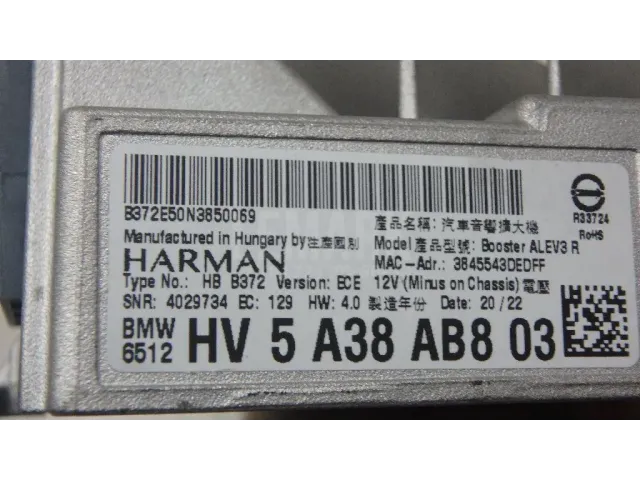 B372E50N3850069
產品名稱: 汽車音響擴大機
R33724
RoHS
Manufactured in Hungary by 生產國別
Model 產品型號: Booster ALEV3 R
HARMAN
MAC-Adr.: 3845543DEDFF
Type No.: HB B372 Version: ECE 12V (Minus on Chassis) 電壓
SNR: 4029734 EC: 129 HW: 4.0 製造年份 Date: 20/22
BMW
6512 HV 5 A38 AB8 03